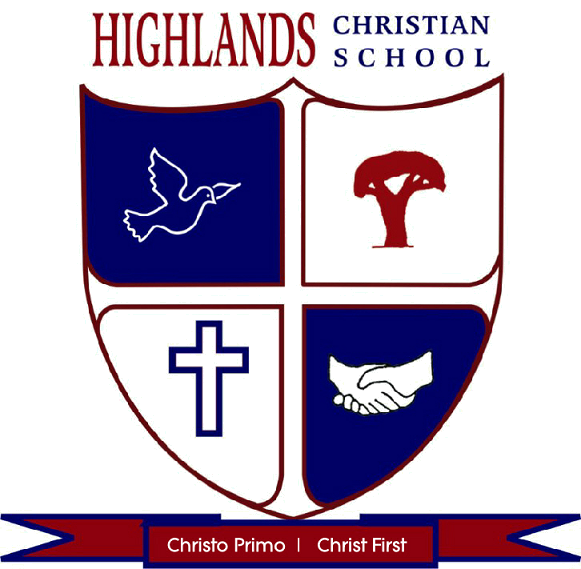 HIGHLANDS CHRISTIAN
SCHOOL
Christo Primo | Christ First